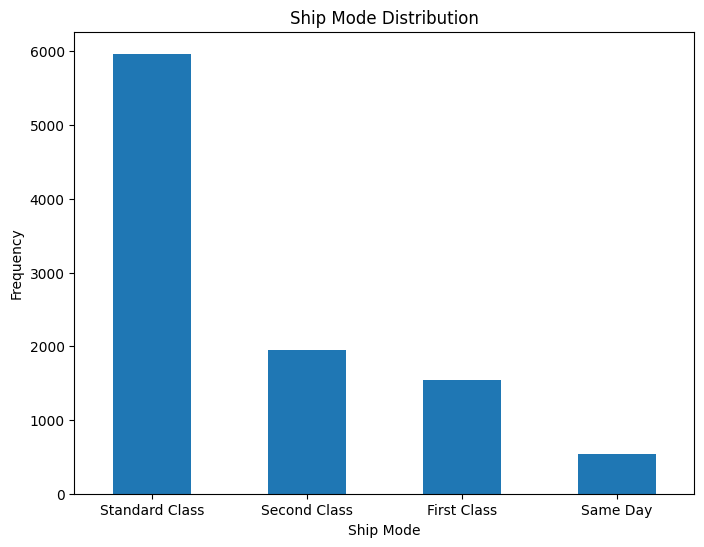 Ship Mode Distribution
6000
5000
4000
3000
2000
1000
0
Frequency
Standard Class Second Class First Class Same Day
Ship Mode